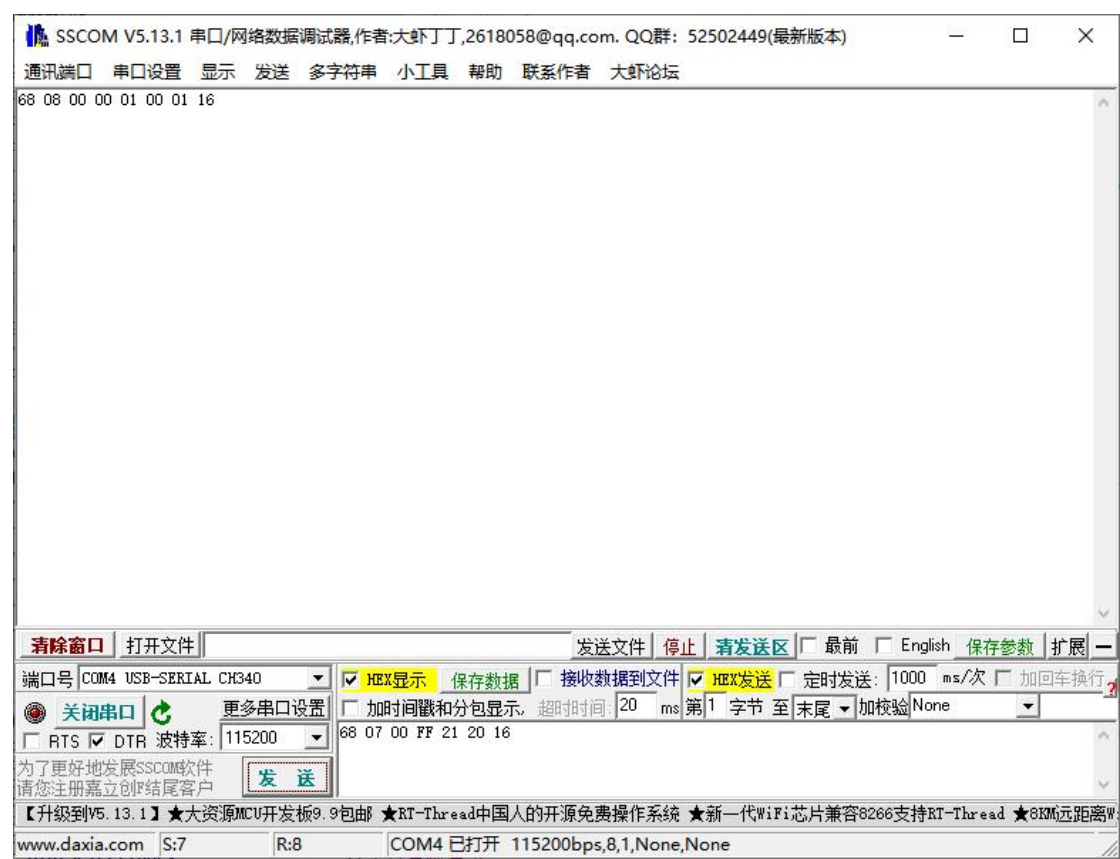 SSCOM V5.13.1 串口/网络数据调试器,作者:大虾丁丁,2618058@qq.com. QQ群: 52502449(最新版本)
通讯端口 串口设置 显示 发送 多字符串 小工具 帮助 联系作者 大虾论坛
68 08 00 00 01 00 01 16
清除窗口 打开文件 发送文件 停止 清发送区 最前 English 保存参数 扩展
端口号 COM4 USB-SERIAL CH340 HEX显示 保存数据 接收数据到文件 HEX发送 定时发送: 1000 ms/次 加回车换行
关闭串口 更多串口设置 加时间戳和分包显示, 超时时间: 20 ms 第1 字节 至 末尾 加校验 None
RTS DTR 波特率: 115200 68 07 00 FF 21 20 16
为了更好地发展SSCOM软件
请您注册嘉立创F结尾客户 发 送
【升级到V5.13.1】★大资源MCU开发板9.9包邮 ★RT-Thread中国人的开源免费操作系统 ★新一代WiFi芯片兼容8266支持RT-Thread ★8KM远距离W
www.daxia.com S:7 R:8 COM4 已打开 115200bps,8,1,None,None